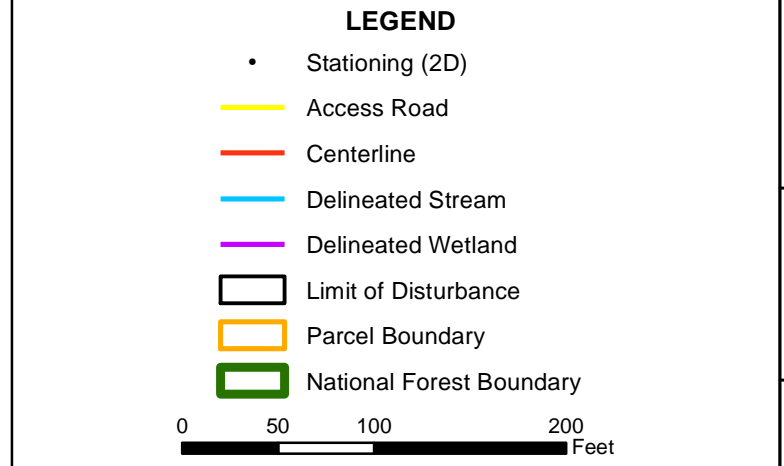 LEGEND
Stationing (2D)
Access Road
Centerline
Delineated Stream
Delineated Wetland
Limit of Disturbance
Parcel Boundary
National Forest Boundary
0 50 100 200
Feet